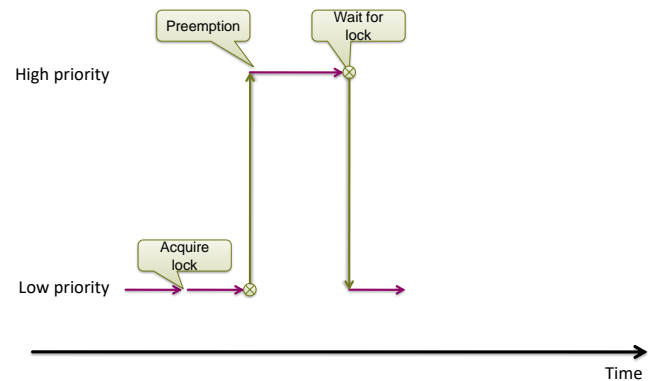 Preemption
Wait for
lock
High priority
Acquire
lock
Low priority
Time